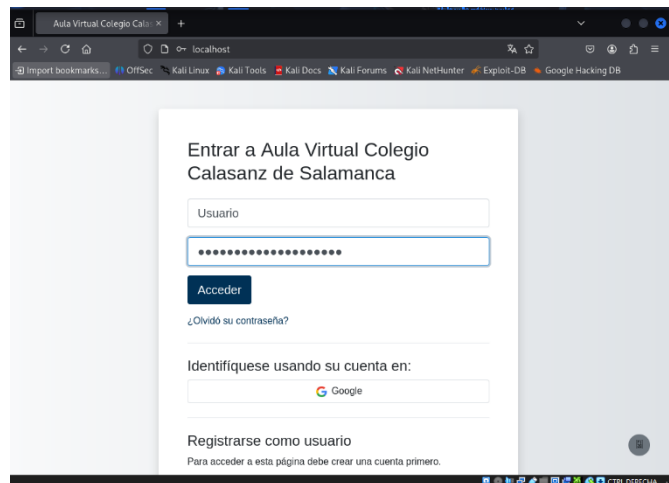 Aula Virtual Colegio Calas
localhost
Import bookmarks... OffSec Kali Linux Kali Tools Kali Docs Kali Forums Kali NetHunter Exploit-DB Google Hacking DB
Entrar a Aula Virtual Colegio
Calasanz de Salamanca
Usuario
Acceder
¿Olvidó su contraseña?
Identifíquese usando su cuenta en:
Google
Registrarse como usuario
Para acceder a esta página debe crear una cuenta primero.
CTRL DERECHA